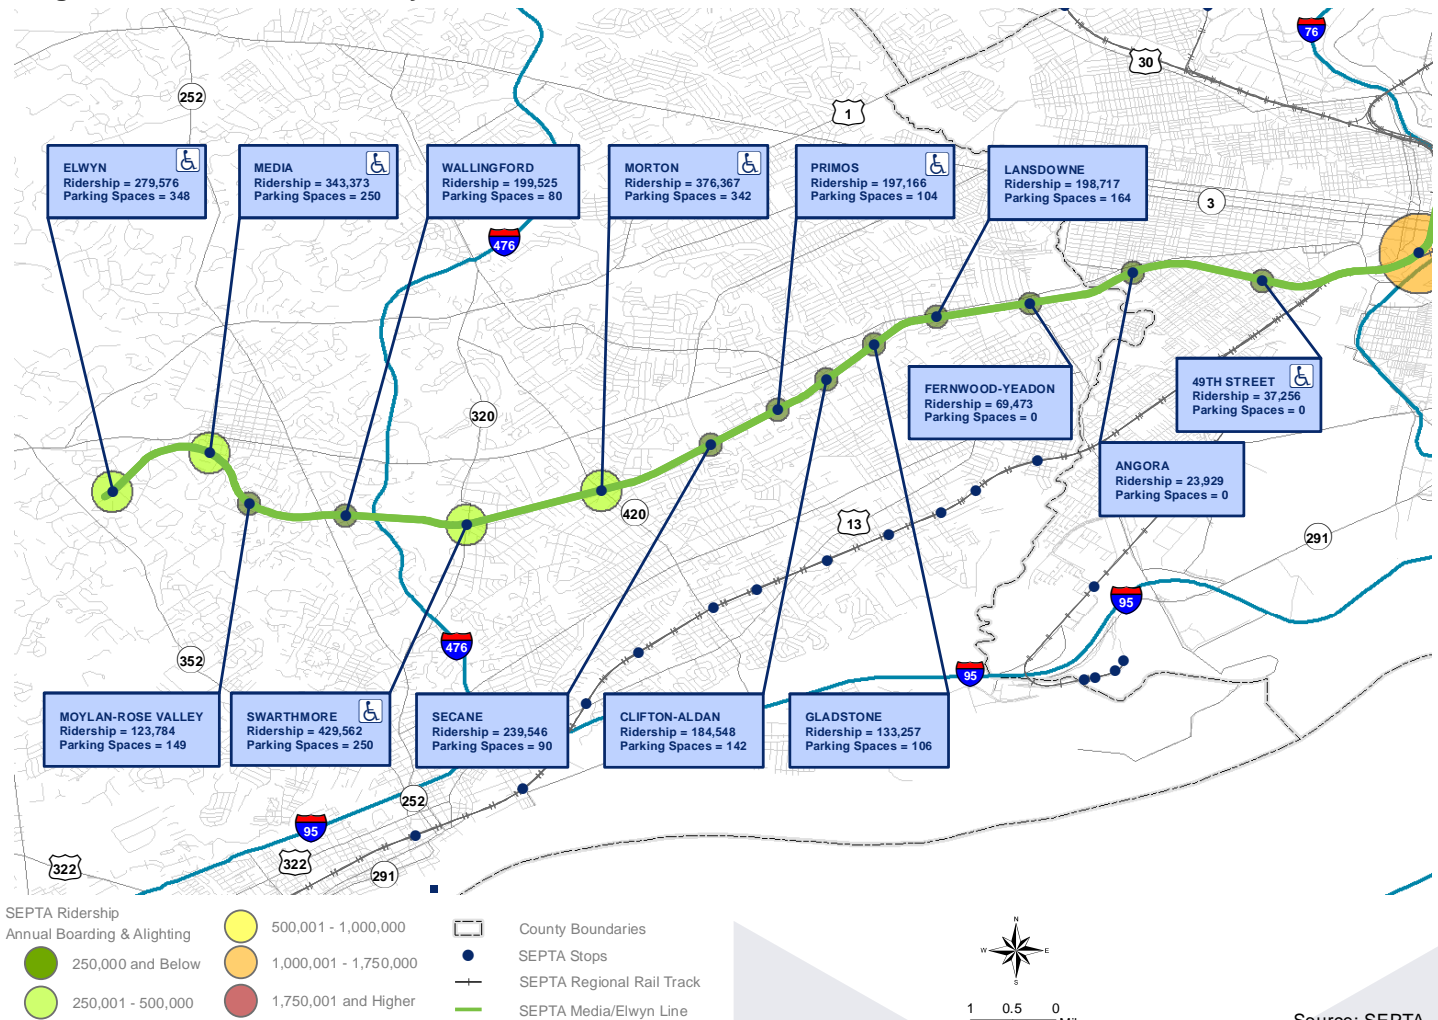 76
30
252
1
ELWYN
Ridership = 279,576
Parking Spaces = 348
MEDIA
Ridership = 343,373
Parking Spaces = 250
WALLINGFORD
Ridership = 199,525
Parking Spaces = 80
MORTON
Ridership = 376,367
Parking Spaces = 342
PRIMOS
Ridership = 197,166
Parking Spaces = 104
LANSDOWNE
Ridership = 198,717
Parking Spaces = 164
3
476
FERNWOOD-YEADON
Ridership = 69,473
Parking Spaces = 0
49TH STREET
Ridership = 37,256
Parking Spaces = 0
320
ANGORA
Ridership = 23,929
Parking Spaces = 0
420
13
291
95
476
352
95
MOYLAN-ROSE VALLEY
Ridership = 123,784
Parking Spaces = 149
SWARTHMORE
Ridership = 429,562
Parking Spaces = 250
SECANE
Ridership = 239,546
Parking Spaces = 90
CLIFTON-ALDAN
Ridership = 184,548
Parking Spaces = 142
GLADSTONE
Ridership = 133,257
Parking Spaces = 106
252
95
322
322
291
SEPTA Ridership
Annual Boarding & Alighting
250,000 and Below
250,001 - 500,000
500,001 - 1,000,000
1,000,001 - 1,750,000
1,750,001 and Higher
County Boundaries
SEPTA Stops
SEPTA Regional Rail Track
SEPTA Media/Elwyn Line
N
W E
S
1 0.5 0
Source: SEPTA